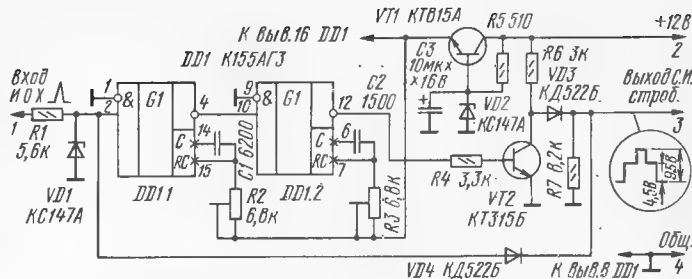 К выв.16 DD1
VT1 КТ815А
R5 510
+12В
2
DD1 К155АГ3
C3
10мк×
×16В
R6 3к
VD3
КД522Б
Вход
ИОХ
1
R1
5,6к
1
2
&
G1
4
9
10
&
G1
12
C2
1500
VD2
КС147А
Выход С.И.
строб.
3
C
14
RC
15
C1 6200
C
6
RC
7
VD1
КС147А
DD1.1
DD1.2
R2
6,8к
R3 6,8к
R4 3,3к
VT2
КТ315Б
R7 8,2к
4,5В
9,5В
VD4 КД522Б
К выв.8 DD1
Общ.
4